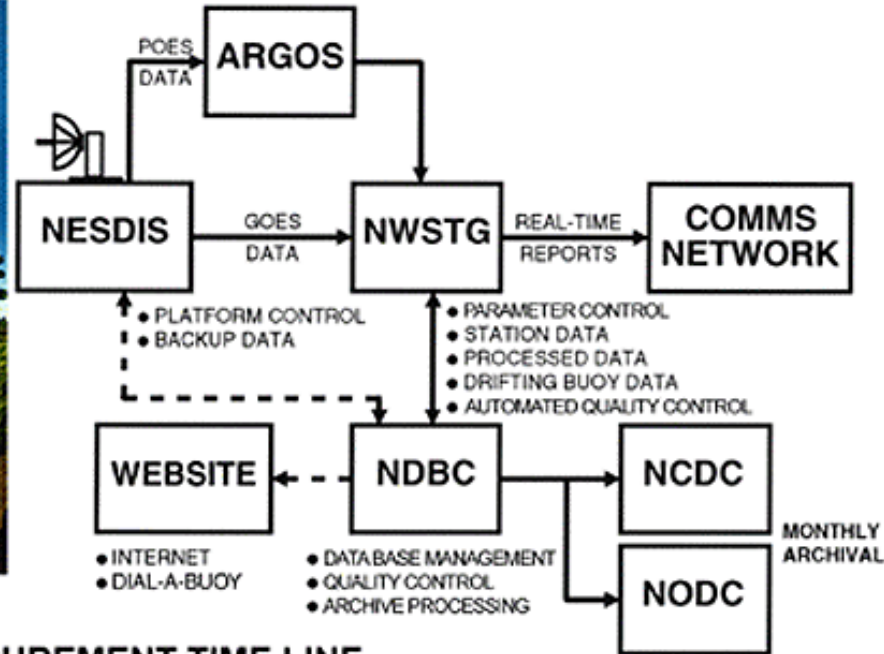 POES
DATA
ARGOS
NESDIS
GOES
DATA
NWSTG
REAL-TIME
REPORTS
COMMS
NETWORK
● PLATFORM CONTROL
● BACKUP DATA
● PARAMETER CONTROL
● STATION DATA
● PROCESSED DATA
● DRIFTING BUOY DATA
● AUTOMATED QUALITY CONTROL
WEBSITE
NDBC
NCDC
● INTERNET
● DIAL-A-BUOY
● DATA BASE MANAGEMENT
● QUALITY CONTROL
● ARCHIVE PROCESSING
MONTHLY
ARCHIVAL
NODC
TIME LINE